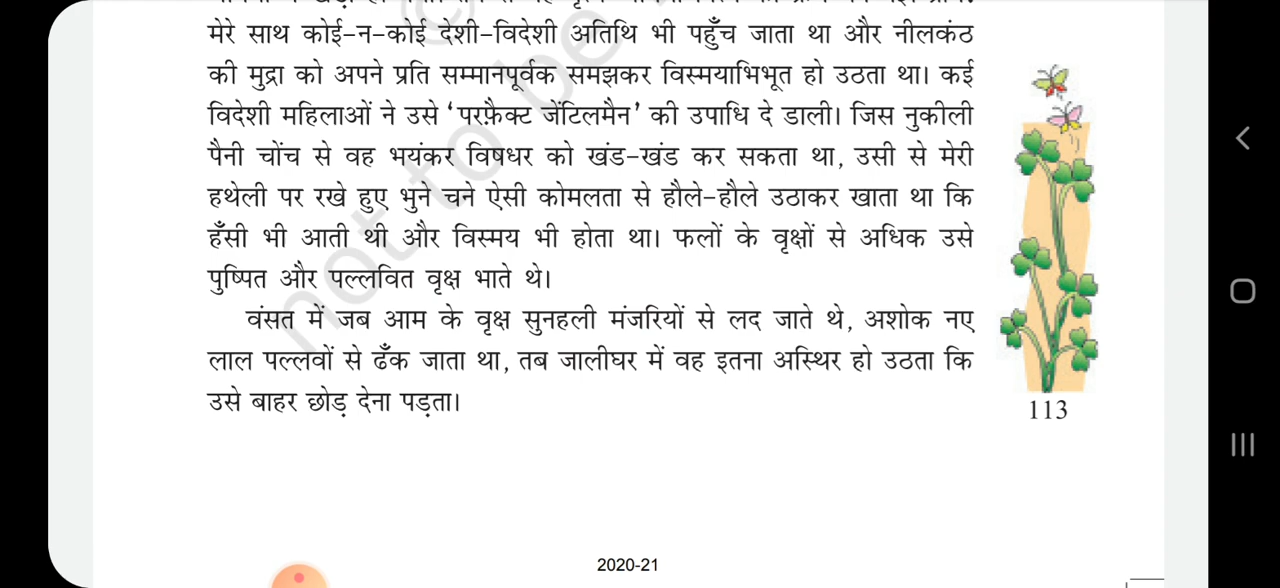 मेरे साथ कोई-न-कोई देशी-विदेशी अतिथि भी पहुँच जाता था और नीलकंठ
की मुद्रा को अपने प्रति सम्मानपूर्वक समझकर विस्मयाभिभूत हो उठता था। कई
विदेशी महिलाओं ने उसे ‘परफ़ैक्ट जेंटिलमैन’ की उपाधि दे डाली। जिस नुकीली
पैनी चोंच से वह भयंकर विषधर को खंड-खंड कर सकता था, उसी से मेरी
हथेली पर रखे हुए भुने चने ऐसी कोमलता से हौले-हौले उठाकर खाता था कि
हँसी भी आती थी और विस्मय भी होता था। फलों के वृक्षों से अधिक उसे
पुष्पित और पल्लवित वृक्ष भाते थे।
वंसत में जब आम के वृक्ष सुनहली मंजरियों से लद जाते थे, अशोक नए
लाल पल्लवों से ढँक जाता था, तब जालीघर में वह इतना अस्थिर हो उठता कि
उसे बाहर छोड़ देना पड़ता।
113
not to be
2020-21